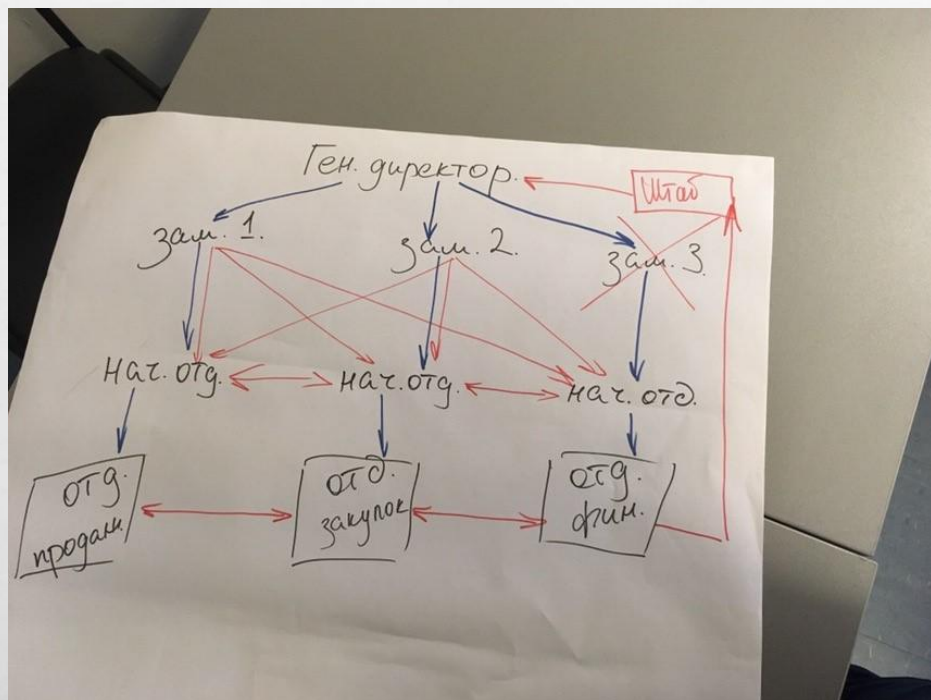 Ген. директор.
Штаб
зам. 1.
зам. 2.
зам. 3.
нач. отд.
нач. отд.
нач. отд.
отд.
продаж.
отд.
закупок
отд.
фин.